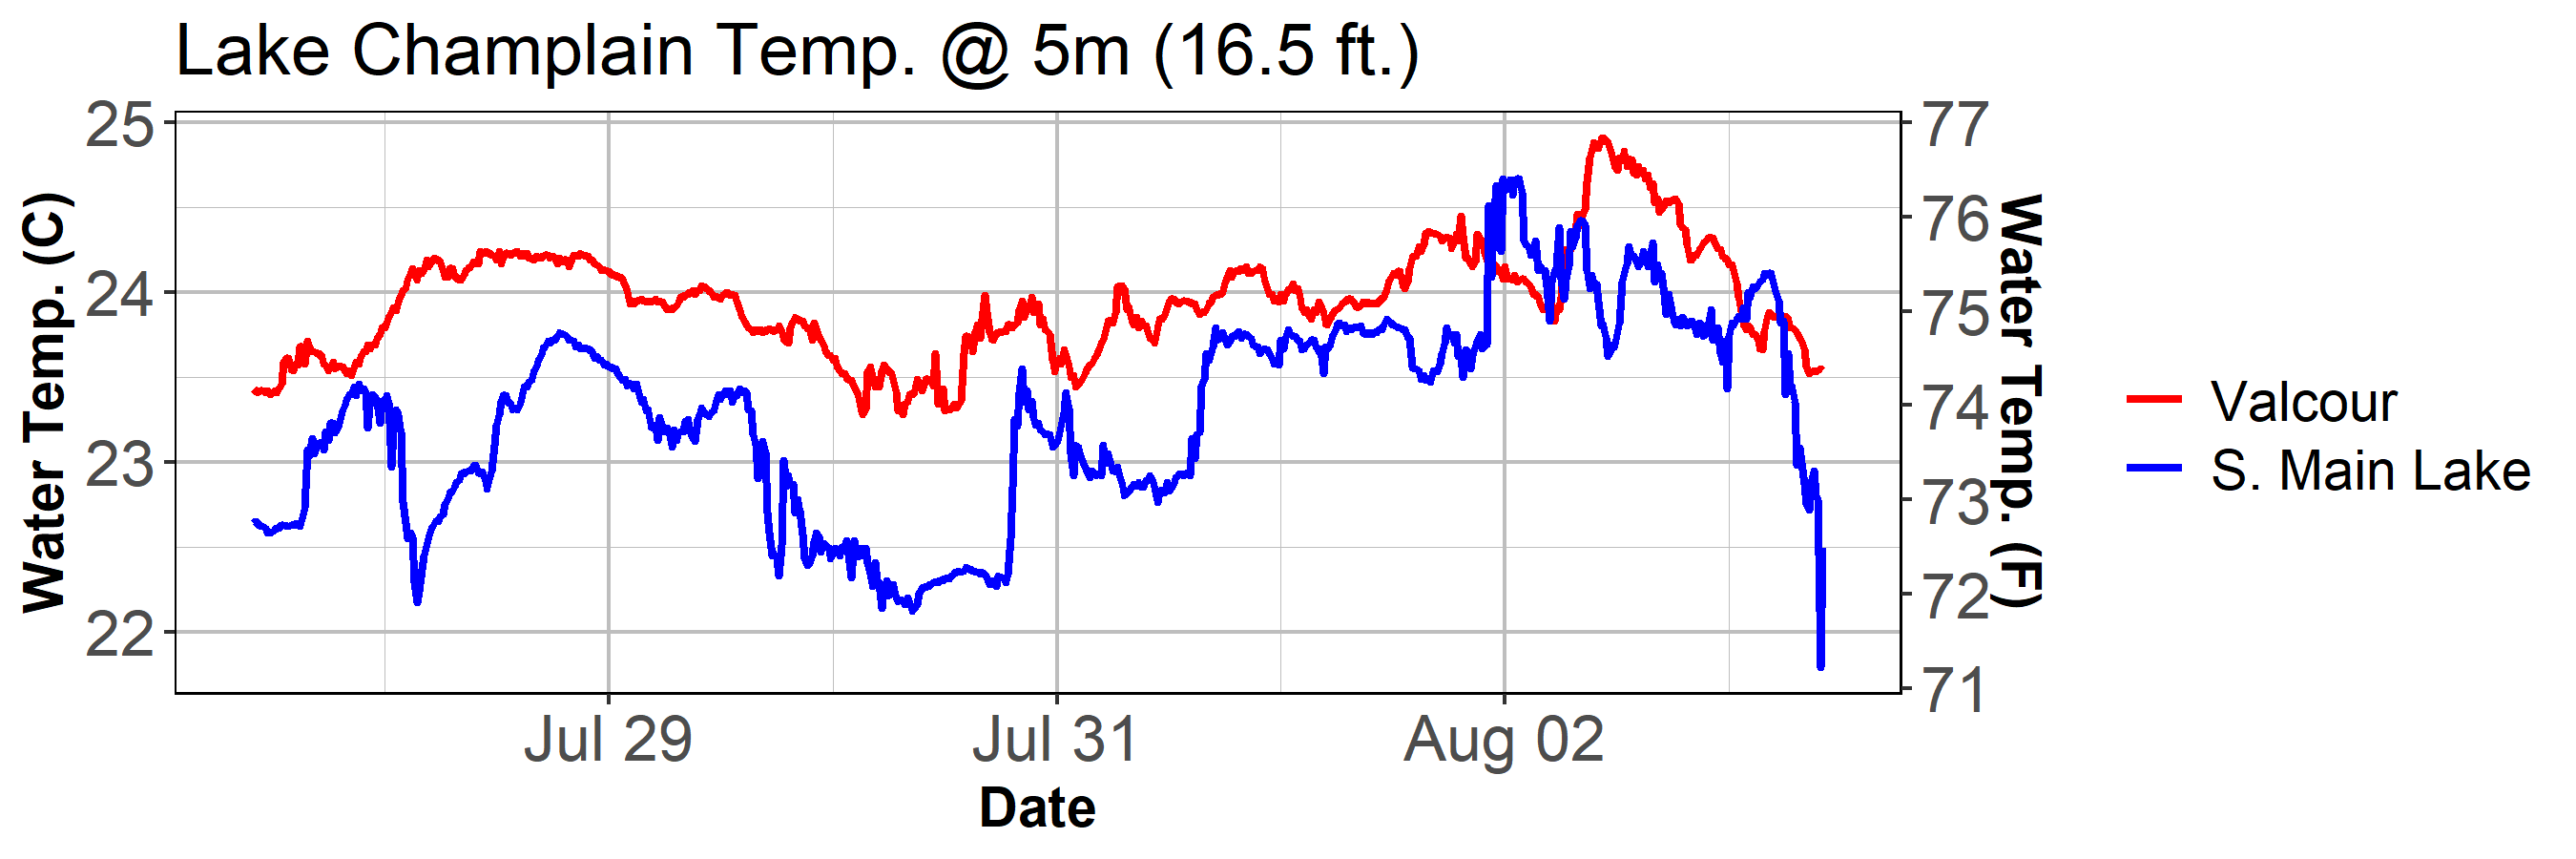 Lake Champlain Temp. @ 5m (16.5 ft.)
25
24
23
22
Water Temp. (C)
77
76
75
74
73
72
71
Water Temp. (F)
Jul 29
Jul 31
Aug 02
Date
Valcour
S. Main Lake